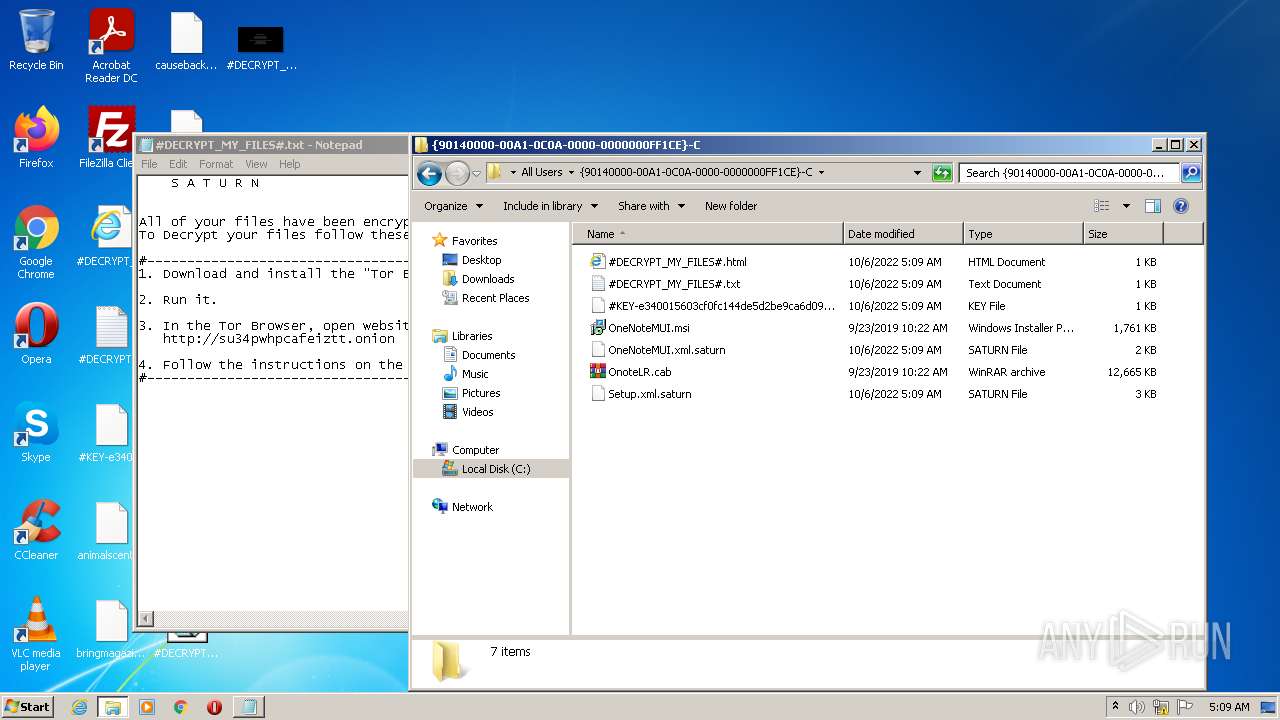 Recycle Bin
Acrobat Reader DC
causeback...
#DECRYPT_...
Firefox
FileZilla Clie
Google Chrome
#DECRYPT_
Opera
#DECRYPT
Skype
#KEY-e340
CCleaner
animalscent
VLC media player
bringmagazi...
#DECRYPT...
#DECRYPT_MY_FILES#.txt - Notepad
File Edit Format View Help
S A T U R N
All of your files have been encryp
To Decrypt your files follow these
#---------------------------------
1. Download and install the "Tor B
2. Run it.
3. In the Tor Browser, open websit
http://su34pwhpcafeiztt.onion
4. Follow the instructions on the
#---------------------------------
{90140000-00A1-0C0A-0000-0000000FF1CE}-C
All Users {90140000-00A1-0C0A-0000-0000000FF1CE}-C
Search {90140000-00A1-0C0A-0000-0...
Organize Include in library Share with New folder
Favorites
Desktop
Downloads
Recent Places
Libraries
Documents
Music
Pictures
Videos
Computer
Local Disk (C:)
Network
Name Date modified Type Size
#DECRYPT_MY_FILES#.html 10/6/2022 5:09 AM HTML Document 1 KB
#DECRYPT_MY_FILES#.txt 10/6/2022 5:09 AM Text Document 1 KB
#KEY-e340015603cf0fc144de5d2be9ca6d09... 10/6/2022 5:09 AM KEY File 1 KB
OneNoteMUI.msi 9/23/2019 10:22 AM Windows Installer P... 1,761 KB
OneNoteMUI.xml.saturn 10/6/2022 5:09 AM SATURN File 2 KB
OnoteLR.cab 9/23/2019 10:22 AM WinRAR archive 12,665 KB
Setup.xml.saturn 10/6/2022 5:09 AM SATURN File 3 KB
7 items
ANY RUN
Start
5:09 AM